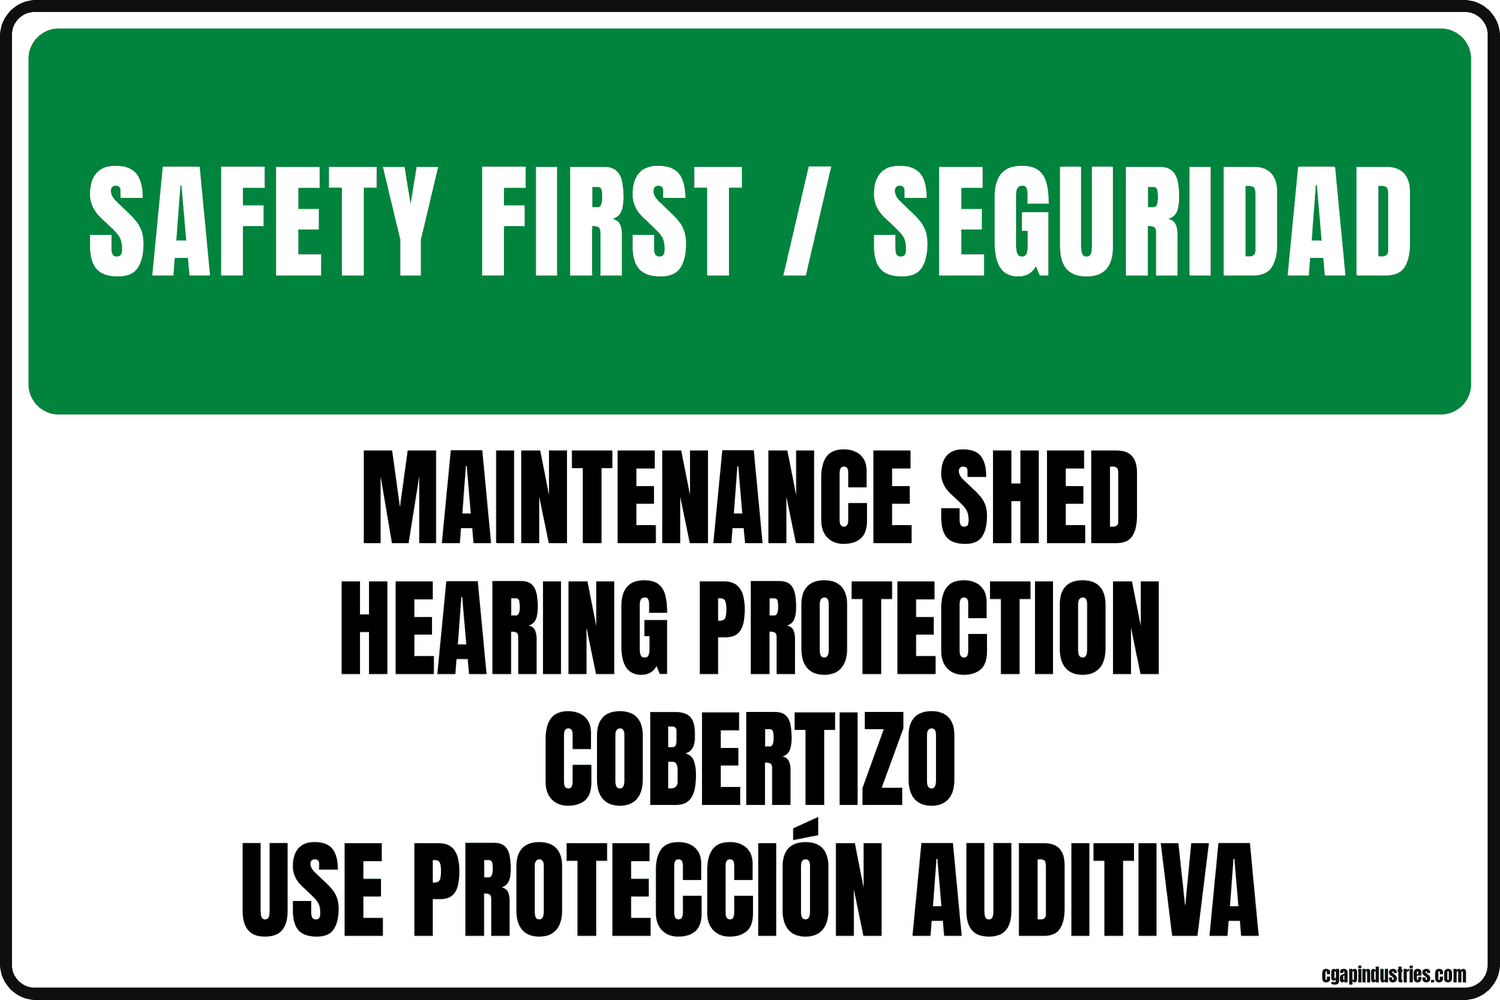 SAFETY FIRST / SEGURIDAD
MAINTENANCE SHED
HEARING PROTECTION
COBERTIZO
USE PROTECCIÓN AUDITIVA
cgapindustries.com